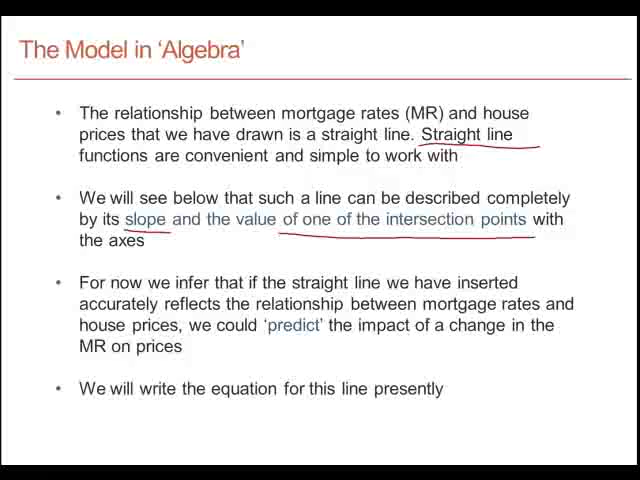 The Model in ‘Algebra’
• The relationship between mortgage rates (MR) and house
prices that we have drawn is a straight line. Straight line
functions are convenient and simple to work with
• We will see below that such a line can be described completely
by its slope and the value of one of the intersection points with
the axes
• For now we infer that if the straight line we have inserted
accurately reflects the relationship between mortgage rates and
house prices, we could ‘predict’ the impact of a change in the
MR on prices
• We will write the equation for this line presently